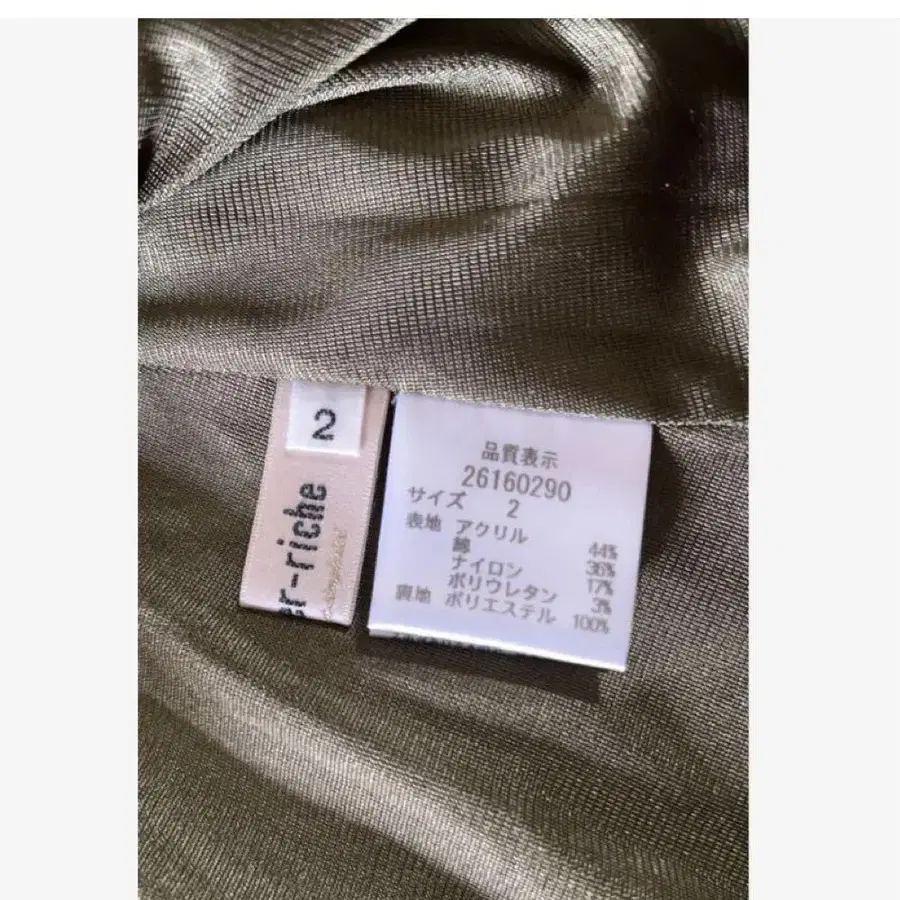 2
er-riche
品質表示
26160290
サイズ 2
表地 アクリル 44%
綿 36%
ナイロン 17%
ポリウレタン 3%
裏地 ポリエステル 100%